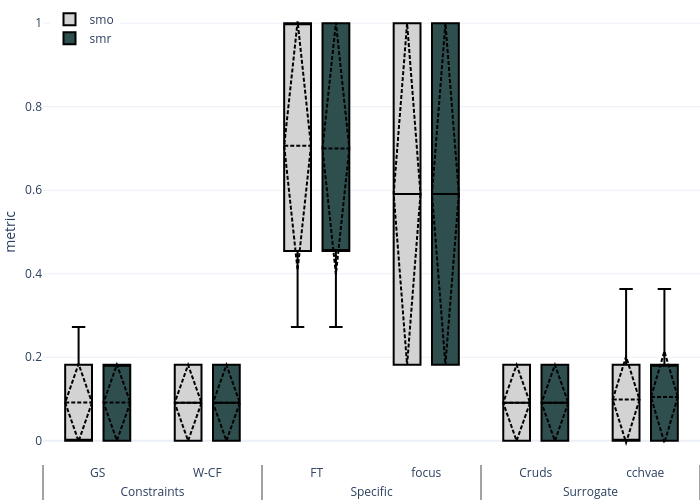 smo
smr
metric
1
0.8
0.6
0.4
0.2
0
GS W-CF FT focus Cruds cchvae
Constraints Specific Surrogate